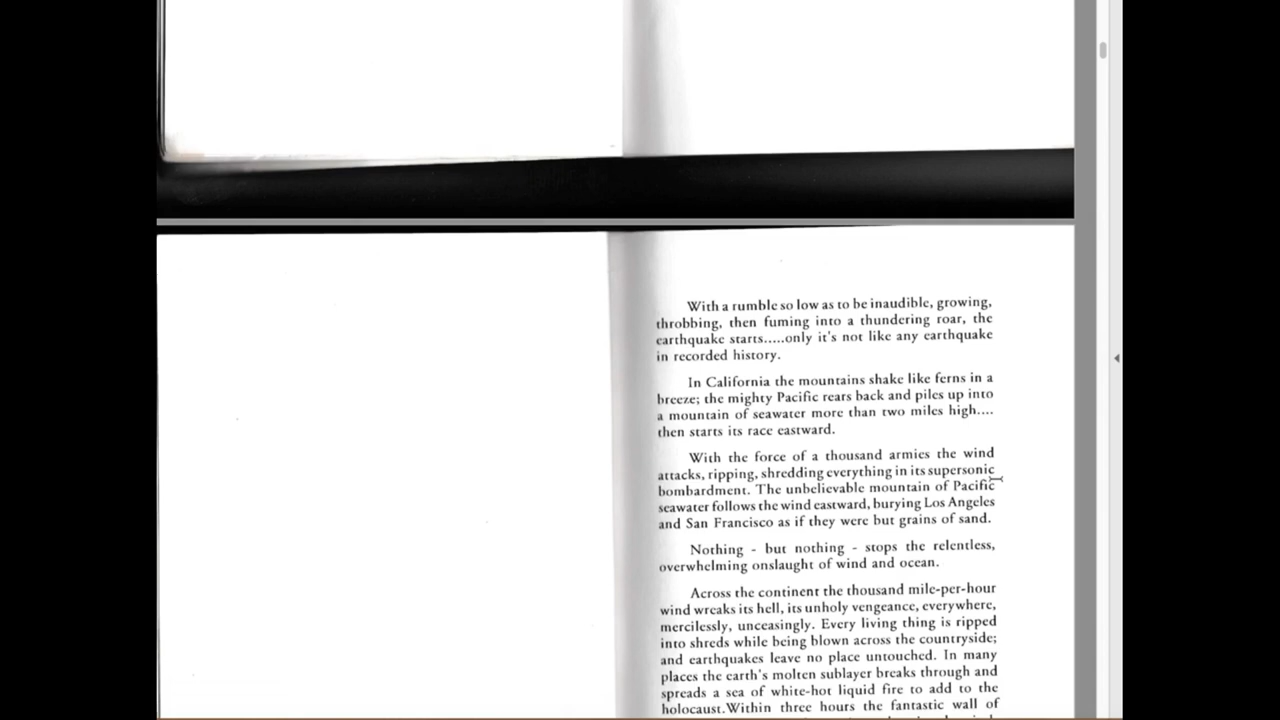 With a rumble so low as to be inaudible, growing,
throbbing, then fuming into a thundering roar, the
earthquake starts.....only it's not like any earthquake
in recorded history.
In California the mountains shake like ferns in a
breeze; the mighty Pacific rears back and piles up into
a mountain of seawater more than two miles high....
then starts its race eastward.
With the force of a thousand armies the wind
attacks, ripping, shredding everything in its supersonic
bombardment. The unbelievable mountain of Pacific
seawater follows the wind eastward, burying Los Angeles
and San Francisco as if they were but grains of sand.
Nothing - but nothing - stops the relentless,
overwhelming onslaught of wind and ocean.
Across the continent the thousand mile-per-hour
wind wreaks its hell, its unholy vengeance, everywhere,
mercilessly, unceasingly. Every living thing is ripped
into shreds while being blown across the countryside;
and earthquakes leave no place untouched. In many
places the earth's molten sublayer breaks through and
spreads a sea of white-hot liquid fire to add to the
holocaust.Within three hours the fantastic wall of